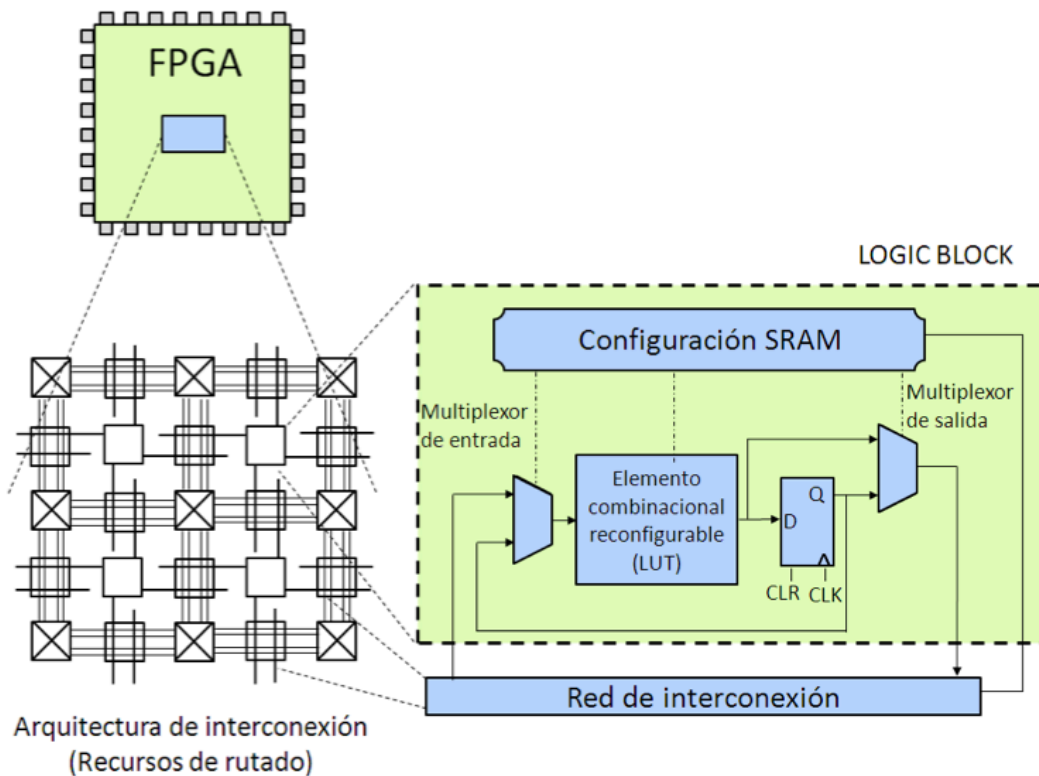 FPGA
LOGIC BLOCK
Configuración SRAM
Multiplexor
de entrada
Multiplexor
de salida
Elemento
combinacional
reconfigurable
(LUT)
Q
D
CLR
CLK
Red de interconexión
Arquitectura de interconexión
(Recursos de rutado)